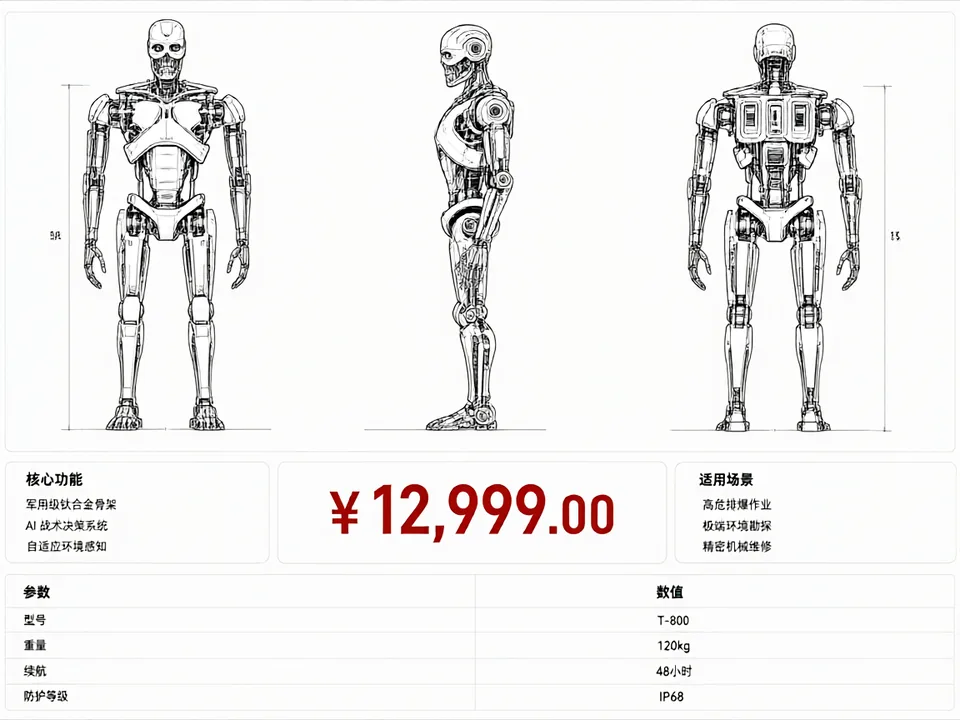 核心功能
军用级钛合金骨架
AI 战术决策系统
自适应环境感知
¥12,999.00
适用场景
高危排爆作业
极端环境勘探
精密机械维修
参数 数值
型号 T-800
重量 120kg
续航 48小时
防护等级 IP68